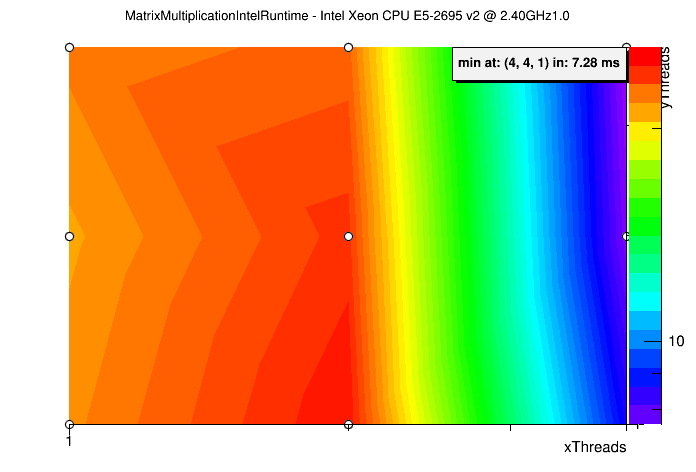 MatrixMultiplicationIntelRuntime - Intel Xeon CPU E5-2695 v2 @ 2.40GHz1.0
min at: (4, 4, 1) in: 7.28 ms
yThreads
10
1
xThreads